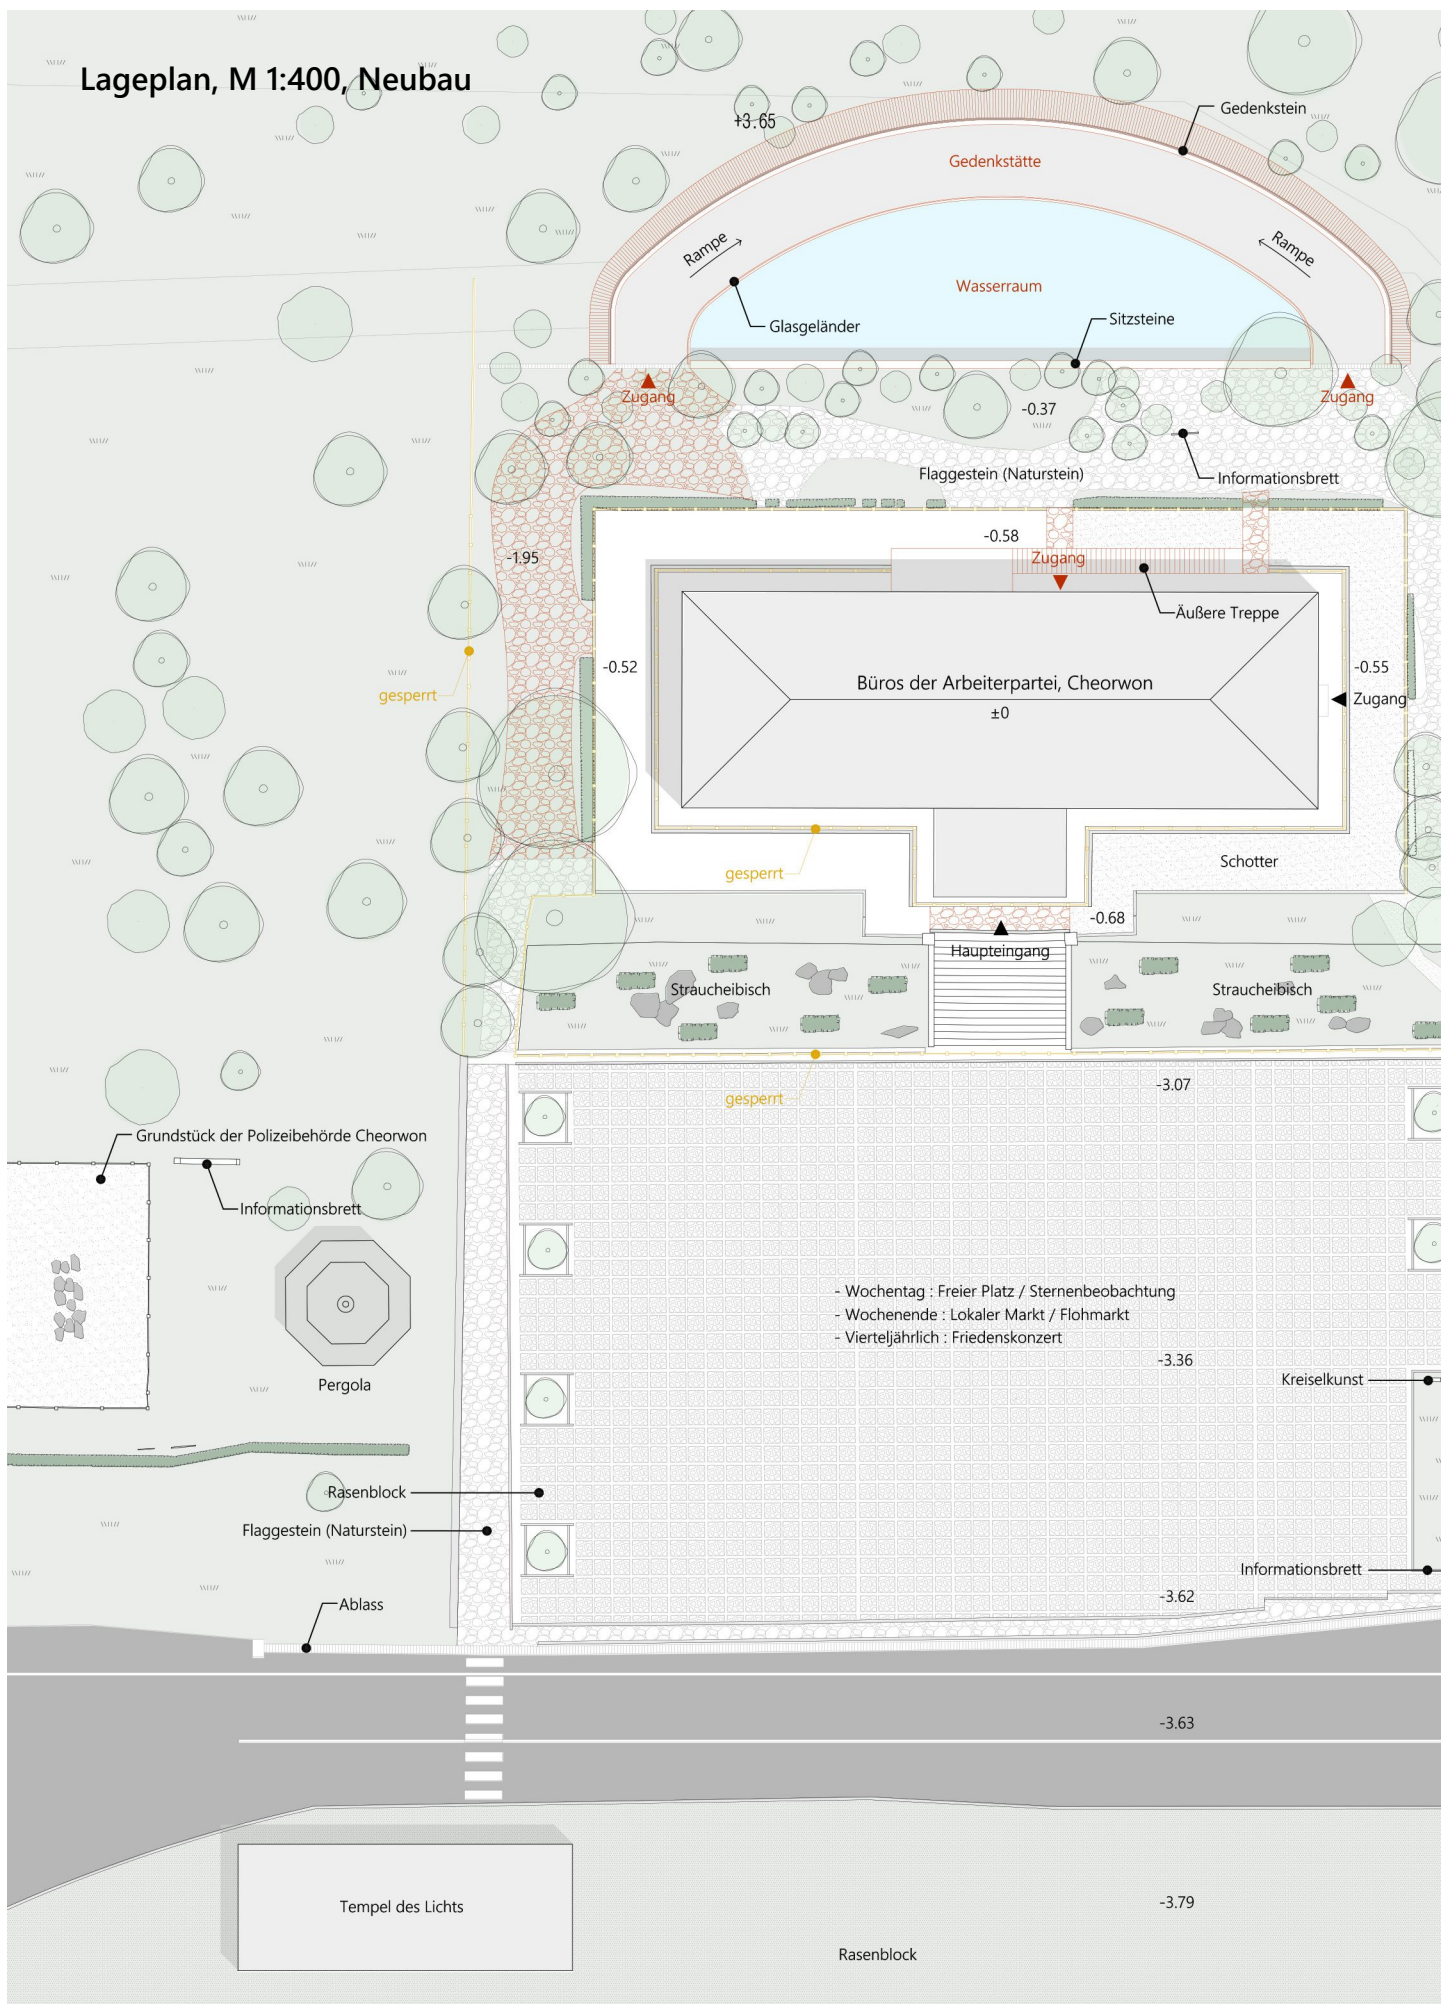 Lageplan, M 1:400, Neubau
+3.65
Gedenkstein
Gedenkstätte
Rampe
Rampe
Wasserraum
Glasgeländer
Sitzsteine
Zugang
Zugang
-0.37
Flaggestein (Naturstein)
Informationsbrett
-0.58
-1.95
Zugang
Äußere Treppe
-0.52
-0.55
gesperrt
Büros der Arbeiterpartei, Cheorwon
±0
Zugang
gesperrt
Schotter
-0.68
Haupteingang
Straucheibisch
Straucheibisch
-3.07
gesperrt
Grundstück der Polizeibehörde Cheorwon
Informationsbrett
- Wochentag : Freier Platz / Sternenbeobachtung
- Wochenende : Lokaler Markt / Flohmarkt
- Vierteljährlich : Friedenskonzert
-3.36
Pergola
Kreiselkunst
Rasenblock
Flaggestein (Naturstein)
Informationsbrett
-3.62
Ablass
-3.63
Tempel des Lichts
-3.79
Rasenblock